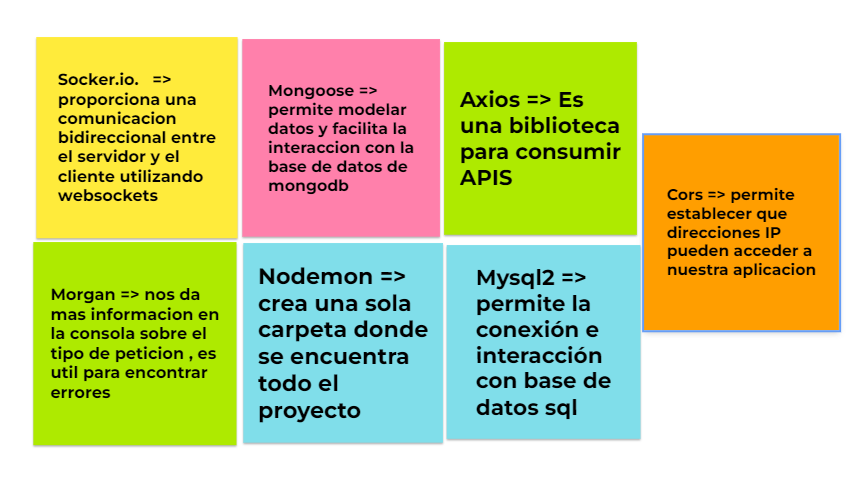 Socker.io.   =>
proporciona una
comunicacion
bidireccional entre
el servidor y el
cliente utilizando
websockets
Mongoose =>
permite modelar
datos y facilita la
interaccion con la
base de datos de
mongodb
Axios => Es
una biblioteca
para consumir
APIS
Cors => permite
establecer que
direcciones IP
pueden acceder a
nuestra aplicacion
Morgan => nos da
mas informacion en
la consola sobre el
tipo de peticion , es
util para encontrar
errores
Nodemon =>
crea una sola
carpeta donde
se encuentra
todo el
proyecto
Mysql2 =>
permite la
conexión e
interacción
con base de
datos sql